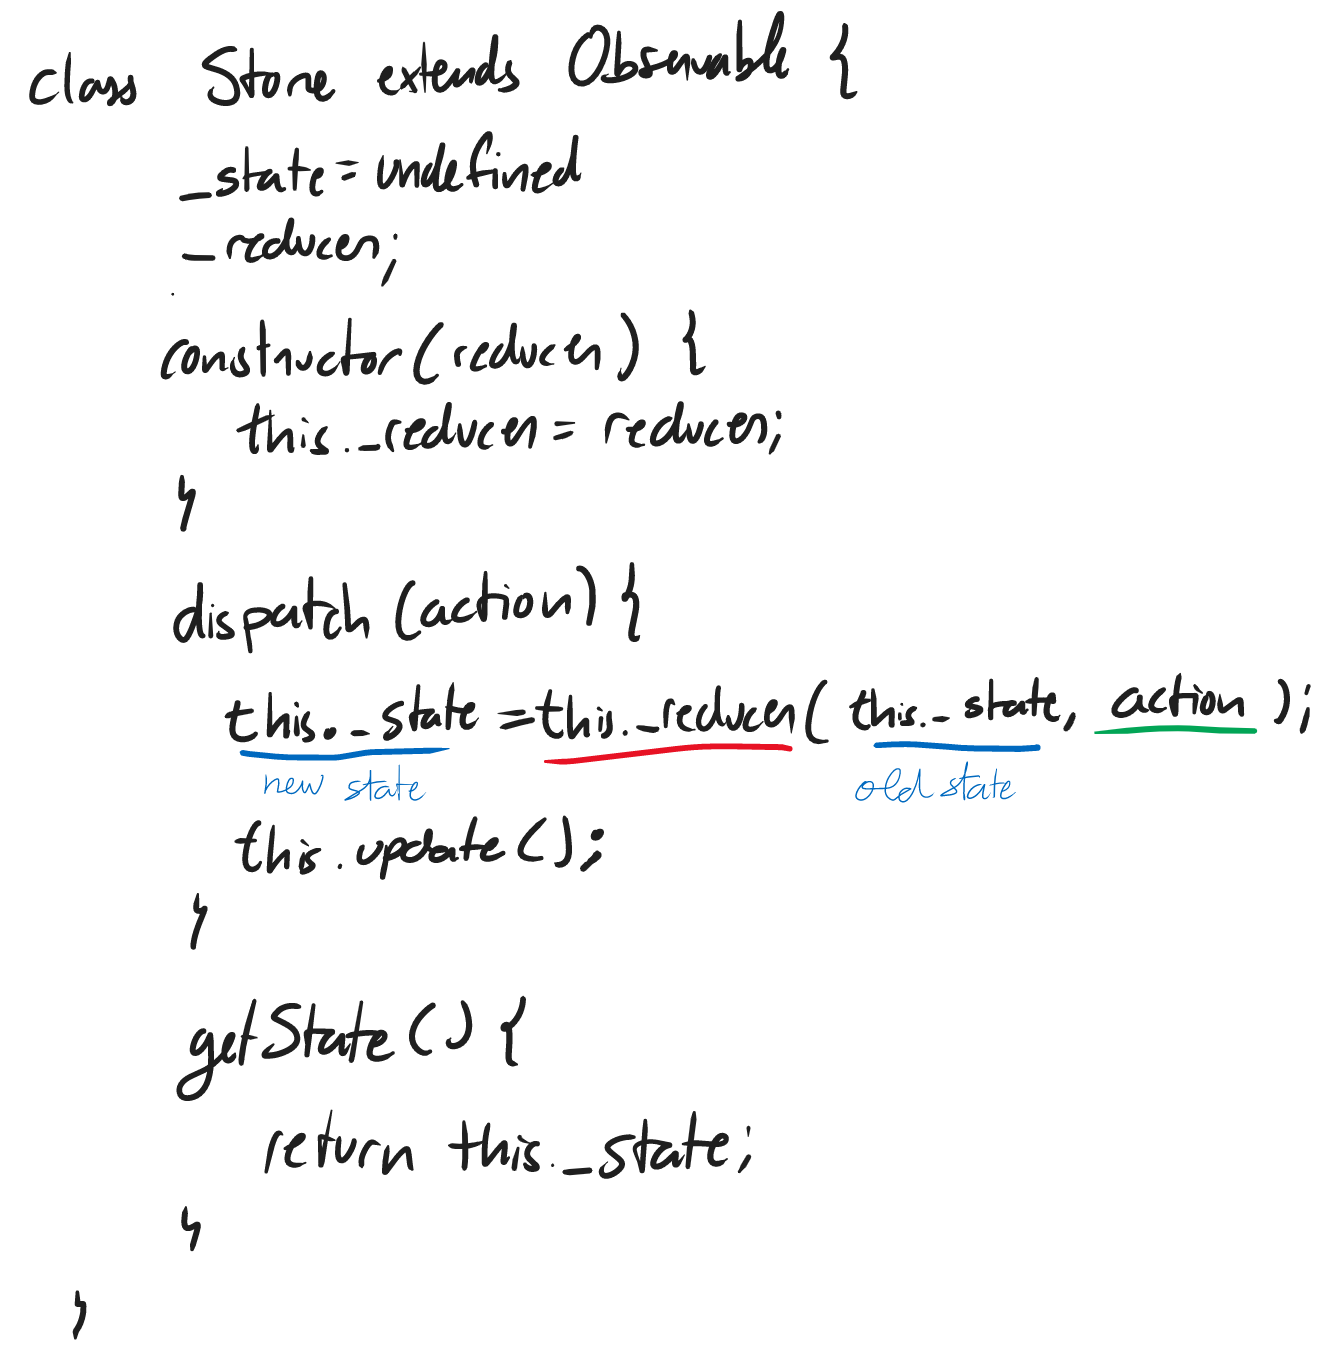 class Store extends Observable {
_state = undefined
_reducer;
constructor(reducer) {
this._reducer = reducer;
}
dispatch (action) {
this._state = this._reducer( this._state, action );
new state old state
this.update();
}
getState() {
return this._state;
}
}